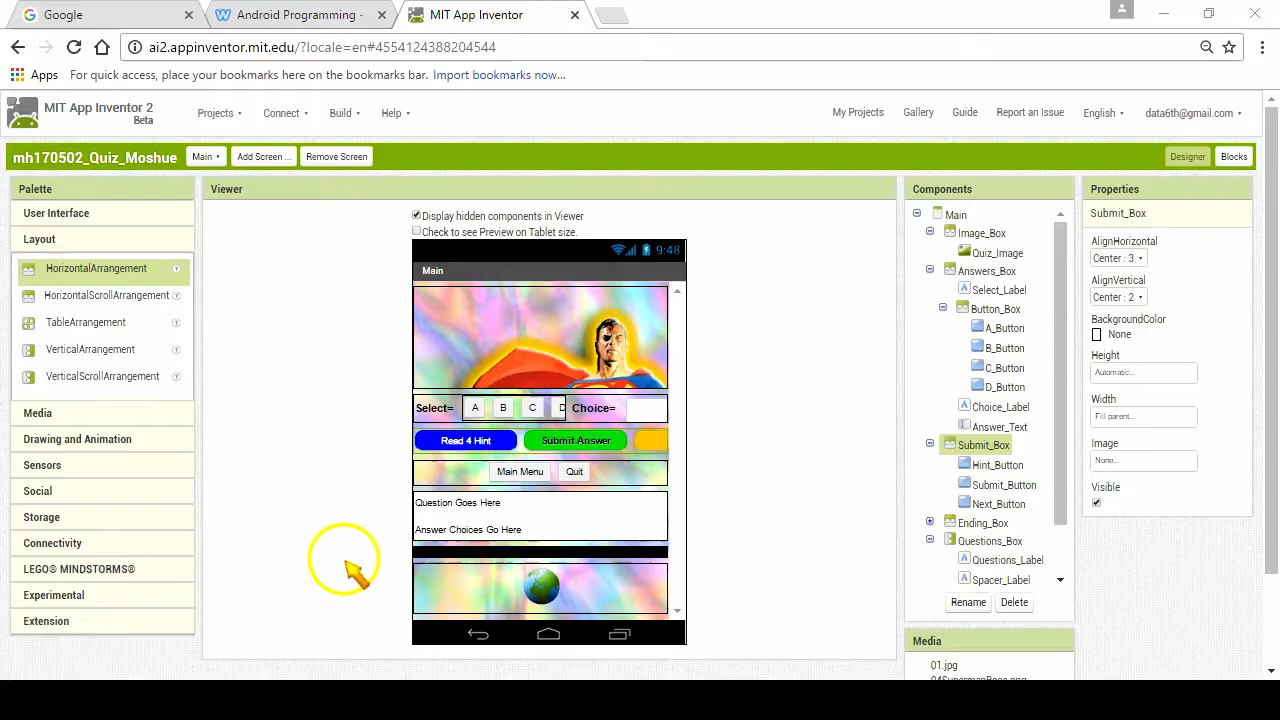 Google
Android Programming -
MIT App Inventor
ai2.appinventor.mit.edu/?locale=en#4554124388204544
Apps For quick access, place your bookmarks here on the bookmarks bar. Import bookmarks now...
MIT App Inventor 2
Beta
Projects Connect Build Help
My Projects Gallery Guide Report an Issue English data6th@gmail.com
mh170502_Quiz_Moshue Main Add Screen ... Remove Screen Designer Blocks
Palette
User Interface
Layout
HorizontalArrangement ?
HorizontalScrollArrangement ?
TableArrangement ?
VerticalArrangement ?
VerticalScrollArrangement ?
Media
Drawing and Animation
Sensors
Social
Storage
Connectivity
LEGO® MINDSTORMS®
Experimental
Extension
Viewer
Display hidden components in Viewer
Check to see Preview on Tablet size.
9:48
Main
Select= A B C D Choice=
Read 4 Hint Submit Answer
Main Menu Quit
Question Goes Here
Answer Choices Go Here
Components
Main
Image_Box
Quiz_Image
Answers_Box
Select_Label
Button_Box
A_Button
B_Button
C_Button
D_Button
Choice_Label
Answer_Text
Submit_Box
Hint_Button
Submit_Button
Next_Button
Ending_Box
Questions_Box
Questions_Label
Spacer_Label
Rename Delete
Media
01.jpg
04SupermanPose.png
Properties
Submit_Box
AlignHorizontal
Center : 3
AlignVertical
Center : 2
BackgroundColor
None
Height
Automatic...
Width
Fill parent...
Image
None...
Visible